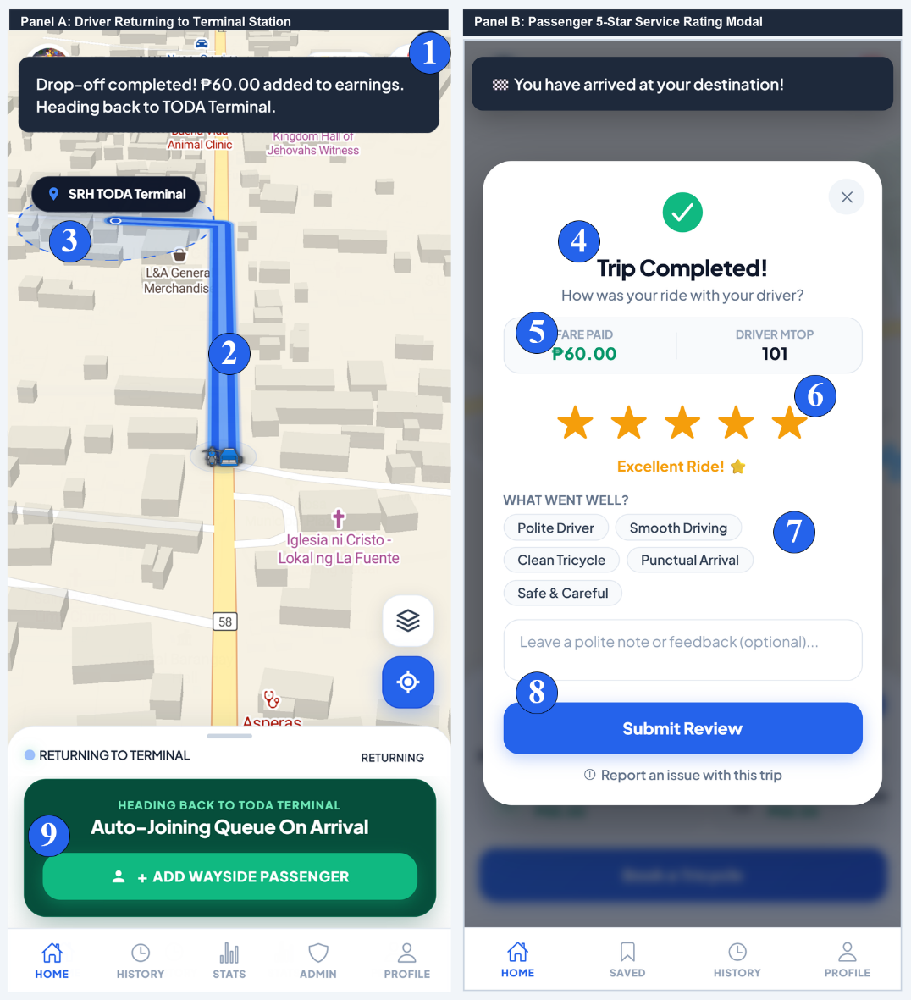 Panel A: Driver Returning to Terminal Station
1
Drop-off completed! ₱60.00 added to earnings.
Heading back to TODA Terminal.
Animal Clinic
Kingdom Hall of
Jehovahs Witness
SRH TODA Terminal
3
L&A Genera
Merchandis
2
Iglesia ni Cristo -
Lokal ng La Fuente
58
Asperas
RETURNING TO TERMINAL
RETURNING
HEADING BACK TO TODA TERMINAL
Auto-Joining Queue On Arrival
9
+ ADD WAYSIDE PASSENGER
HOME
HISTORY
STATS
ADMIN
PROFILE
Panel B: Passenger 5-Star Service Rating Modal
You have arrived at your destination!
4
Trip Completed!
How was your ride with your driver?
5
FARE PAID
DRIVER MTOP
₱60.00
101
6
Excellent Ride!
WHAT WENT WELL?
Polite Driver
Smooth Driving
7
Clean Tricycle
Punctual Arrival
Safe & Careful
Leave a polite note or feedback (optional)...
8
Submit Review
Report an issue with this trip
Book a Tricycle
HOME
SAVED
HISTORY
PROFILE